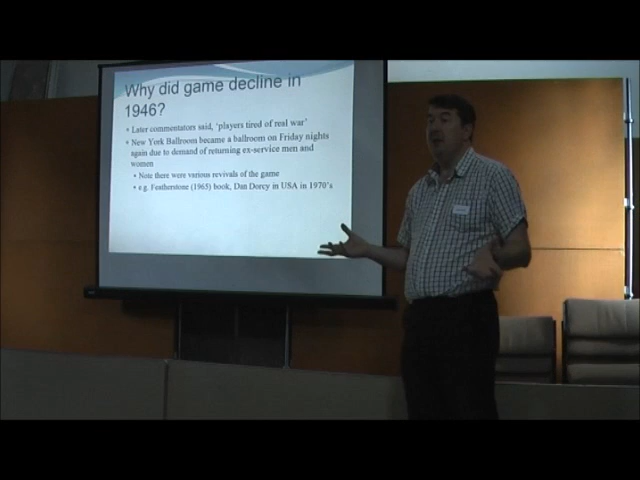 Why did game decline in
1946?
Later commentators said, ‘players tired of real war’
New York Ballroom became a ballroom on Friday nights
again due to demand of returning ex-service men and
women
Note there were various revivals of the game
e.g. Featherstone (1965) book, Dan Dorcy in USA in 1970’s